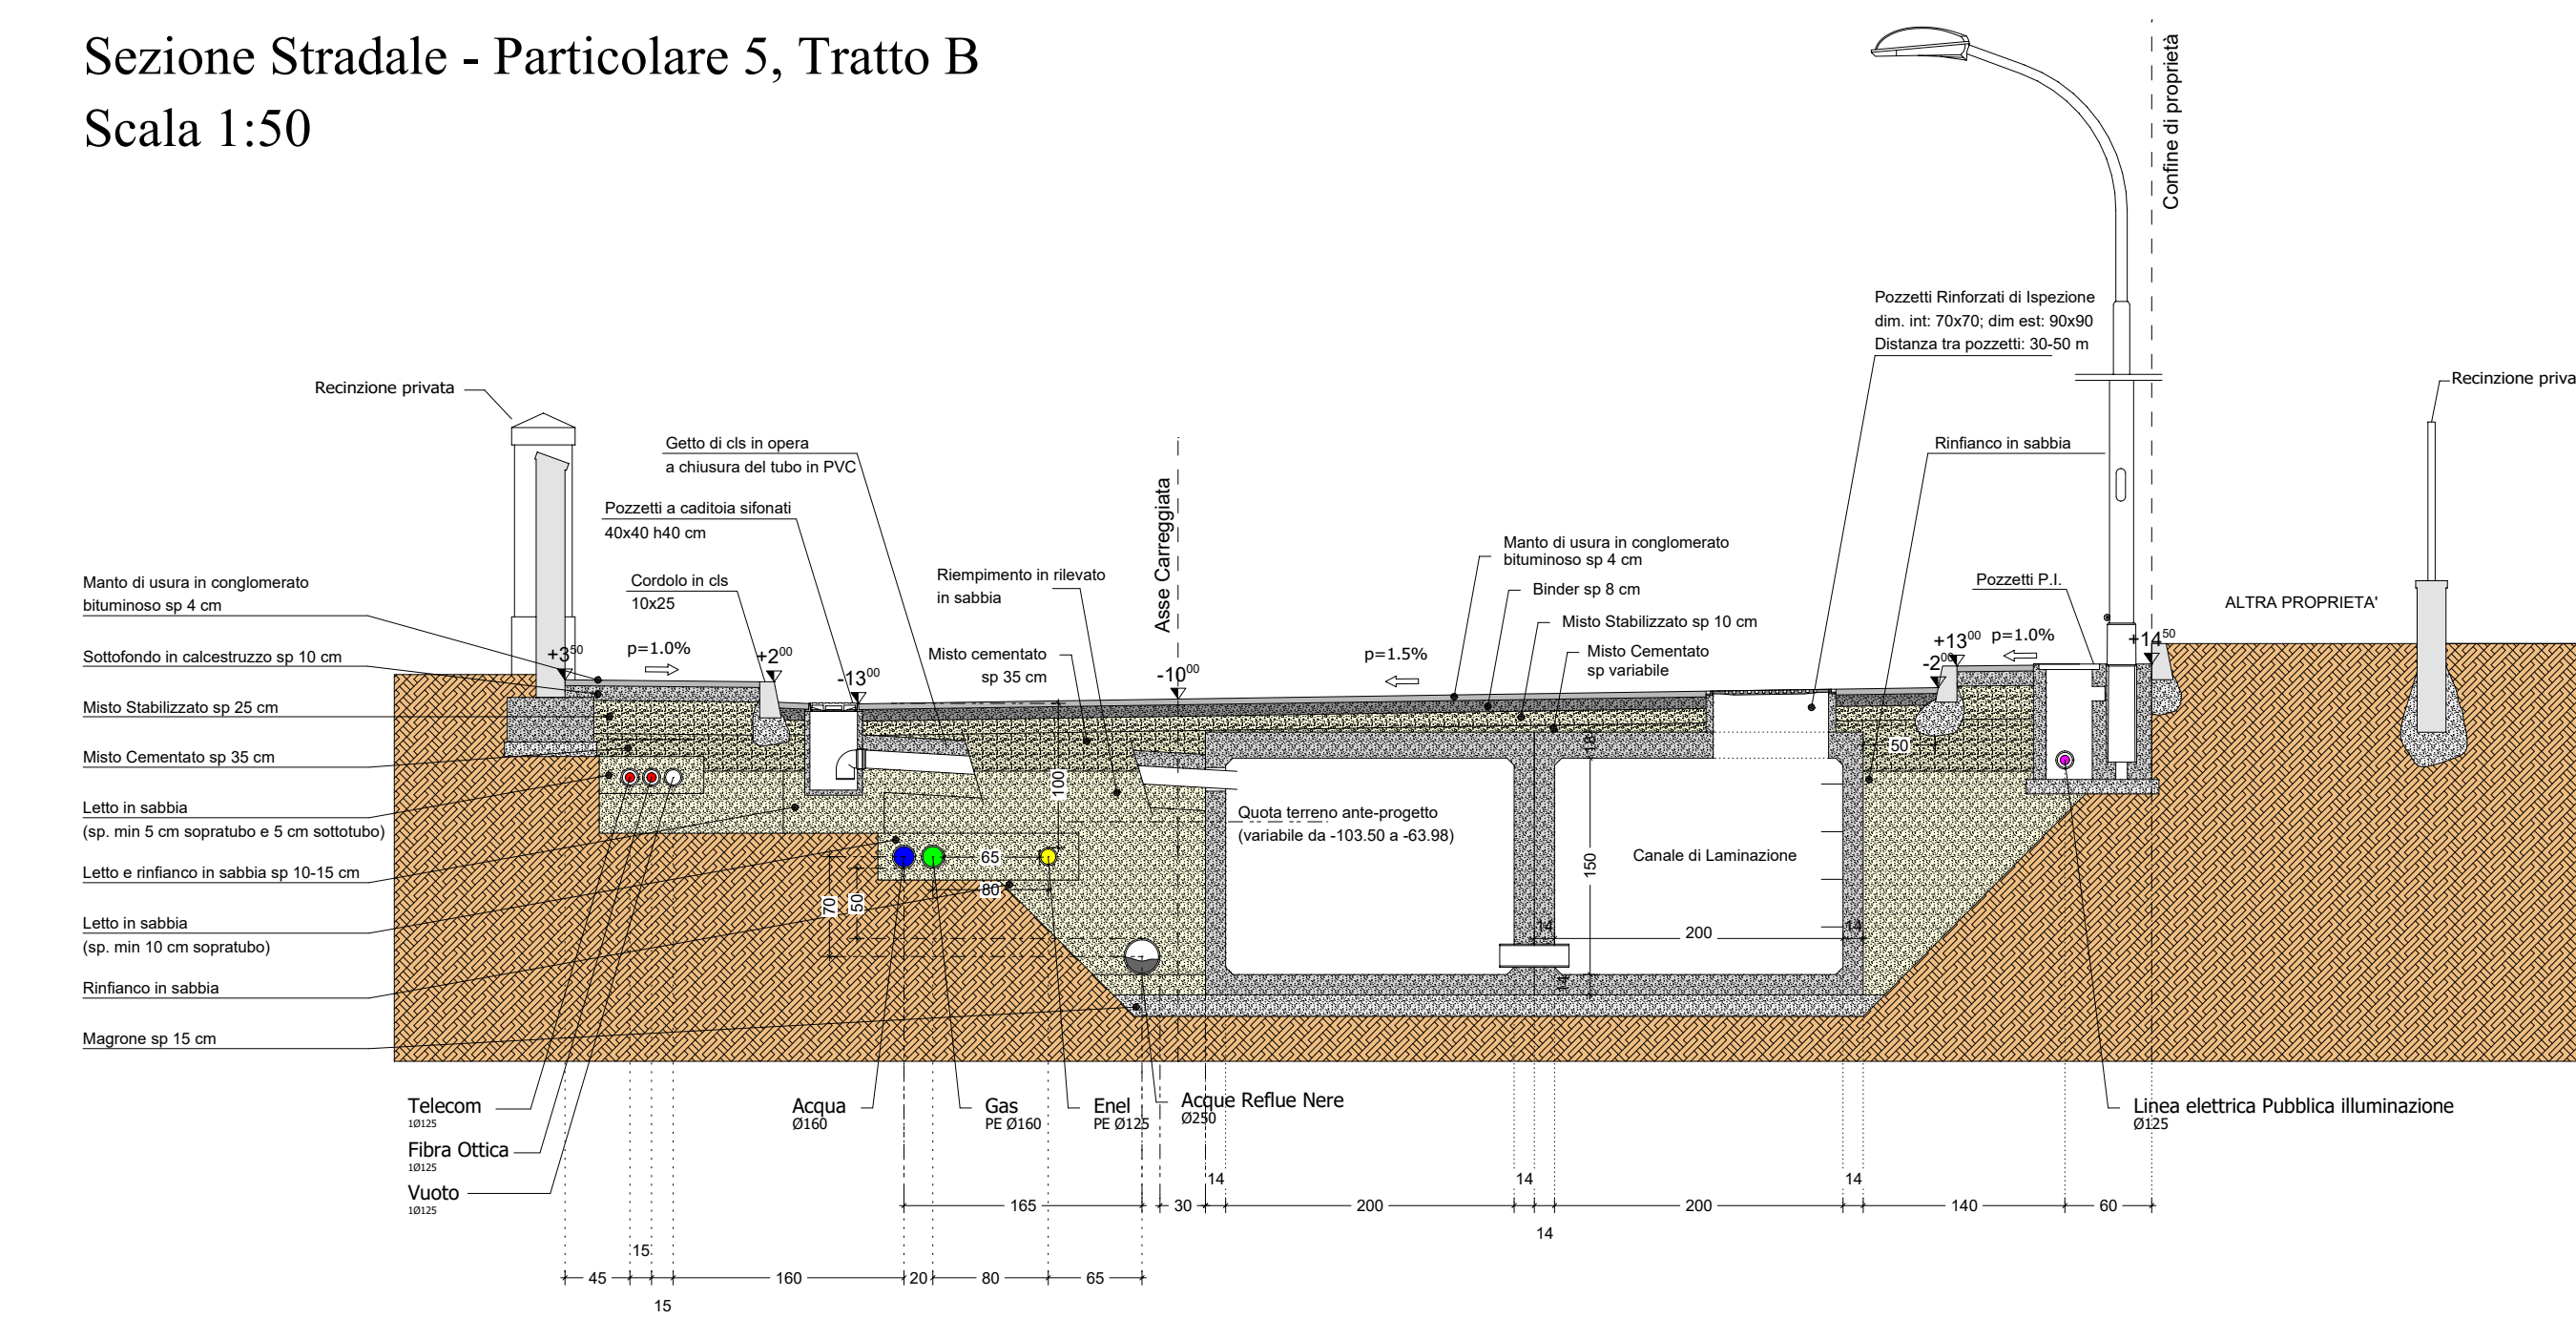 Sezione Stradale - Particolare 5, Tratto B
Scala 1:50
Confine di proprietà
Pozzetti Rinforzati di Ispezione
dim. int: 70x70; dim est: 90x90
Distanza tra pozzetti: 30-50 m
Recinzione privata
Recinzione priva
Getto di cls in opera
a chiusura del tubo in PVC
Rinfianco in sabbia
Pozzetti a caditoia sifonati
40x40 h40 cm
Asse Carreggiata
Manto di usura in conglomerato
bituminoso sp 4 cm
Binder sp 8 cm
Misto Stabilizzato sp 10 cm
Misto Cementato
sp variabile
Riempimento in rilevato
in sabbia
Misto cementato
sp 35 cm
Cordolo in cls
10x25
Pozzetti P.I.
ALTRA PROPRIETA'
Manto di usura in conglomerato
bituminoso sp 4 cm
Sottofondo in calcestruzzo sp 10 cm
Misto Stabilizzato sp 25 cm
Misto Cementato sp 35 cm
Letto in sabbia
(sp. min 5 cm sopratubo e 5 cm sottotubo)
Letto e rinfianco in sabbia sp 10-15 cm
Letto in sabbia
(sp. min 10 cm sopratubo)
Rinfianco in sabbia
Magrone sp 15 cm
+3 50
p=1.0%
+2 00
-13 00
-10 00
p=1.5%
-2 00
+13 00
p=1.0%
+14 50
50
18
100
150
Quota terreno ante-progetto
(variabile da -103.50 a -63.98)
Canale di Laminazione
65
80
70
50
14
200
14
14
Telecom
1Ø125
Fibra Ottica
1Ø125
Vuoto
1Ø125
Acqua
Ø160
Gas
PE Ø160
Enel
PE Ø125
Acque Reflue Nere
Ø250
Linea elettrica Pubblica illuminazione
Ø125
14
14
14
165
30
200
200
140
60
14
15
45
160
20
80
65
15